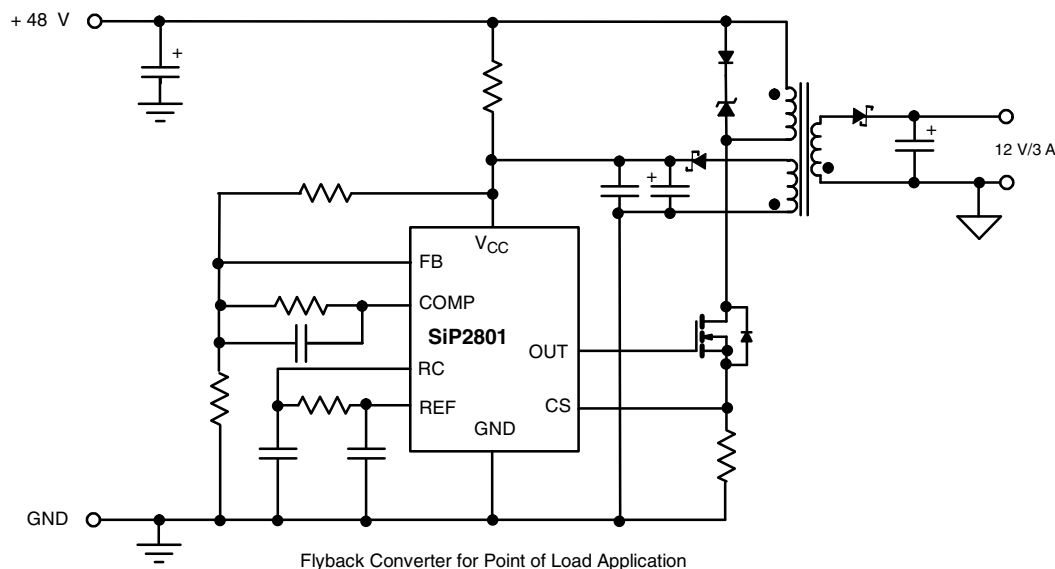 + 48 V
+
+
+
12 V/3 A
VCC
FB
COMP
SiP2801
OUT
RC
REF
CS
GND
GND
Flyback Converter for Point of Load Application